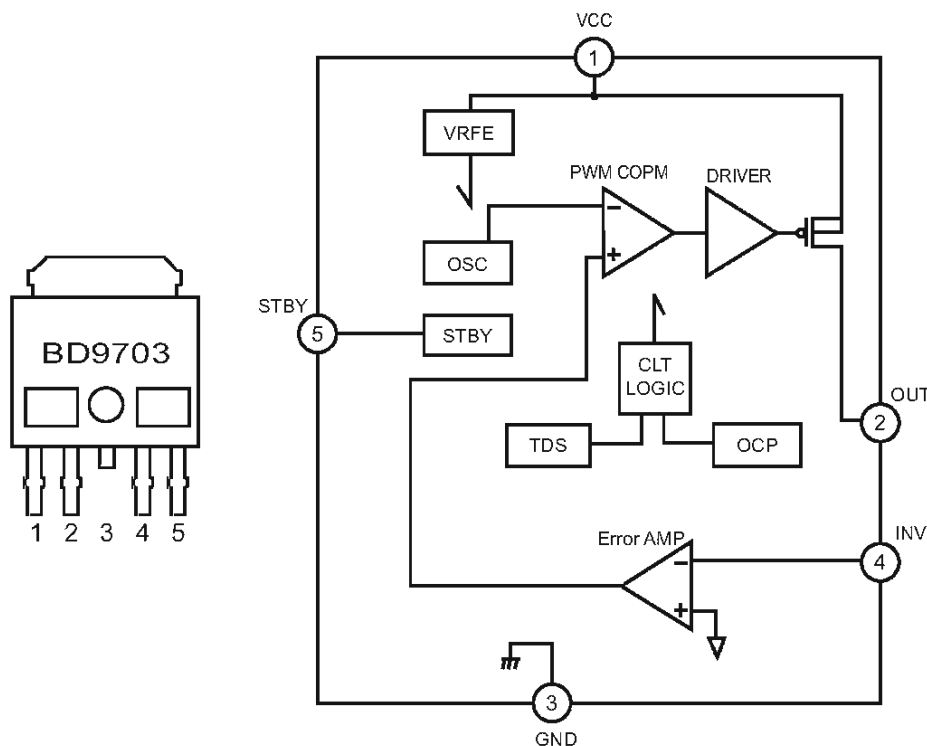 VCC
1
VRFE
PWM COPM
DRIVER
−
+
OSC
STBY
5
STBY
BD9703
CLT
LOGIC
OUT
2
TDS
OCP
1 2 3 4 5
Error AMP
INV
−
4
+
3
GND